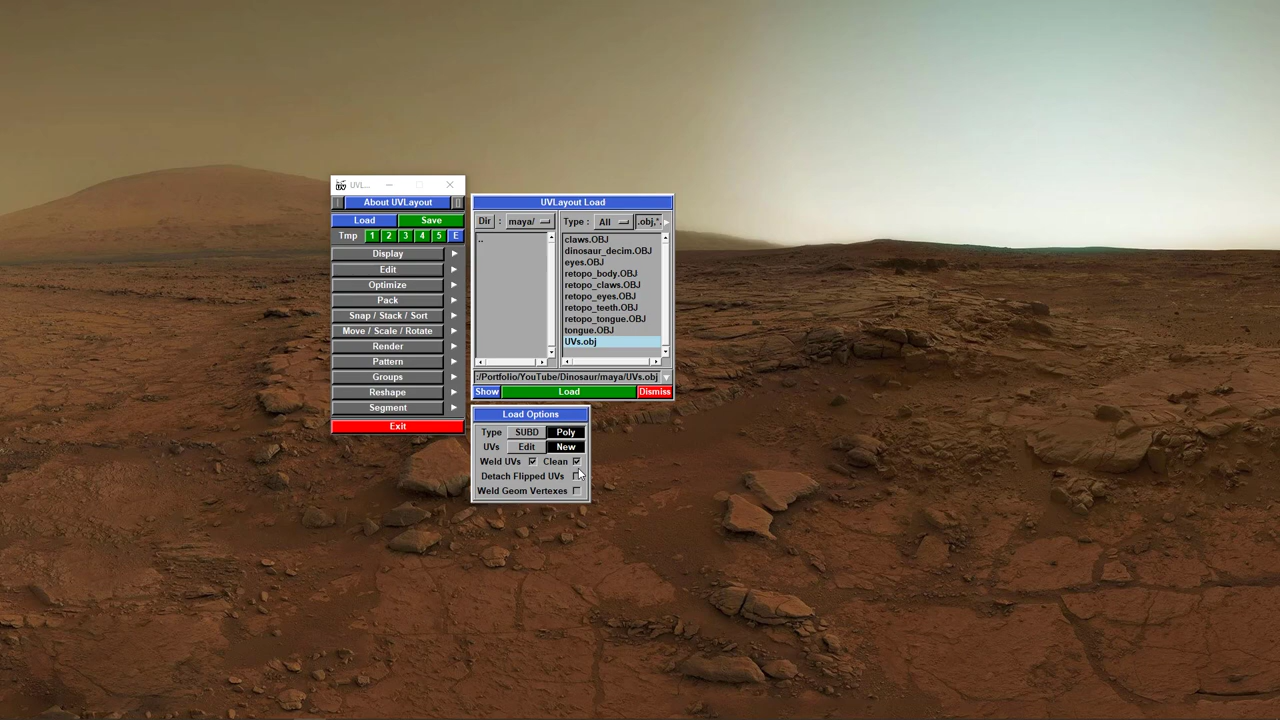 UVL...
About UVLayout
Load Save
Tmp 1 2 3 4 5 E
Display
Edit
Optimize
Pack
Snap / Stack / Sort
Move / Scale / Rotate
Render
Pattern
Groups
Reshape
Segment
Exit
UVLayout Load
Dir : maya/ Type : All .obj,*.
..
claws.OBJ
dinosaur_decim.OBJ
eyes.OBJ
retopo_body.OBJ
retopo_claws.OBJ
retopo_eyes.OBJ
retopo_teeth.OBJ
retopo_tongue.OBJ
tongue.OBJ
UVs.obj
:/Portfolio/YouTube/Dinosaur/maya/UVs.obj
Show Load Dismiss
Load Options
Type SUBD Poly
UVs Edit New
Weld UVs Clean
Detach Flipped UVs
Weld Geom Vertexes